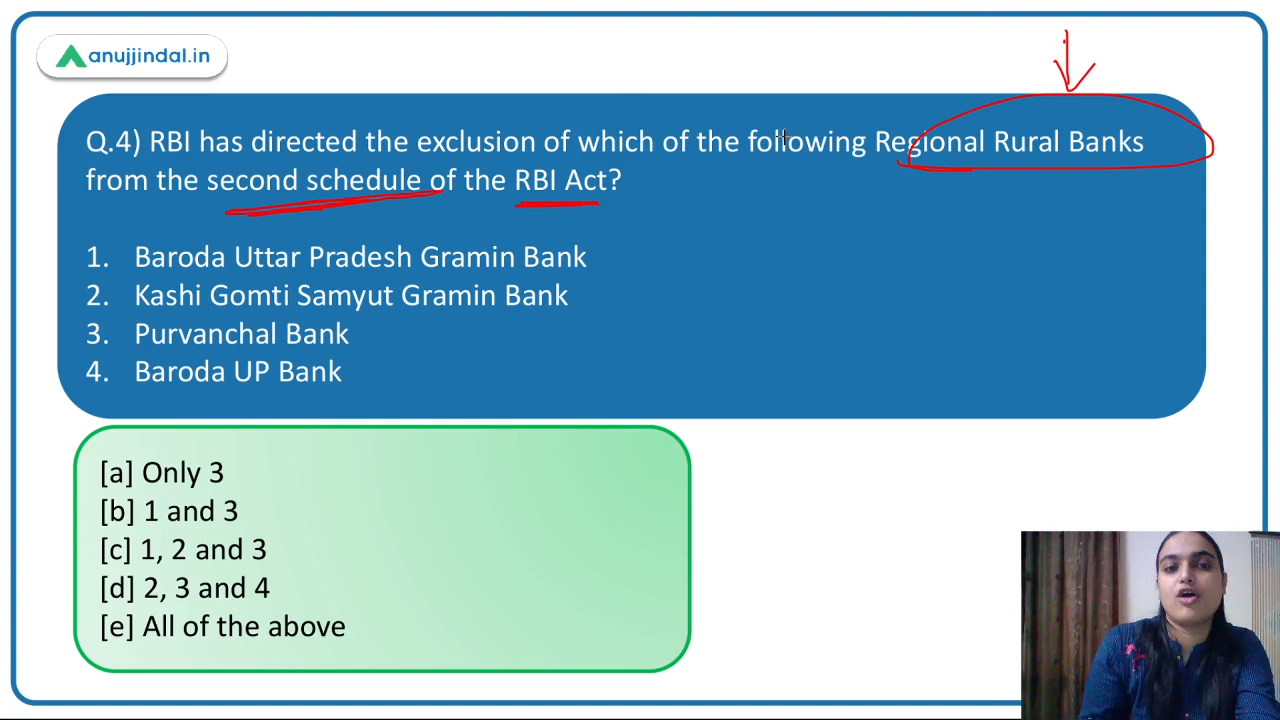 anujjindal.in
Q.4) RBI has directed the exclusion of which of the following Regional Rural Banks
from the second schedule of the RBI Act?
1. Baroda Uttar Pradesh Gramin Bank
2. Kashi Gomti Samyut Gramin Bank
3. Purvanchal Bank
4. Baroda UP Bank
[a] Only 3
[b] 1 and 3
[c] 1, 2 and 3
[d] 2, 3 and 4
[e] All of the above